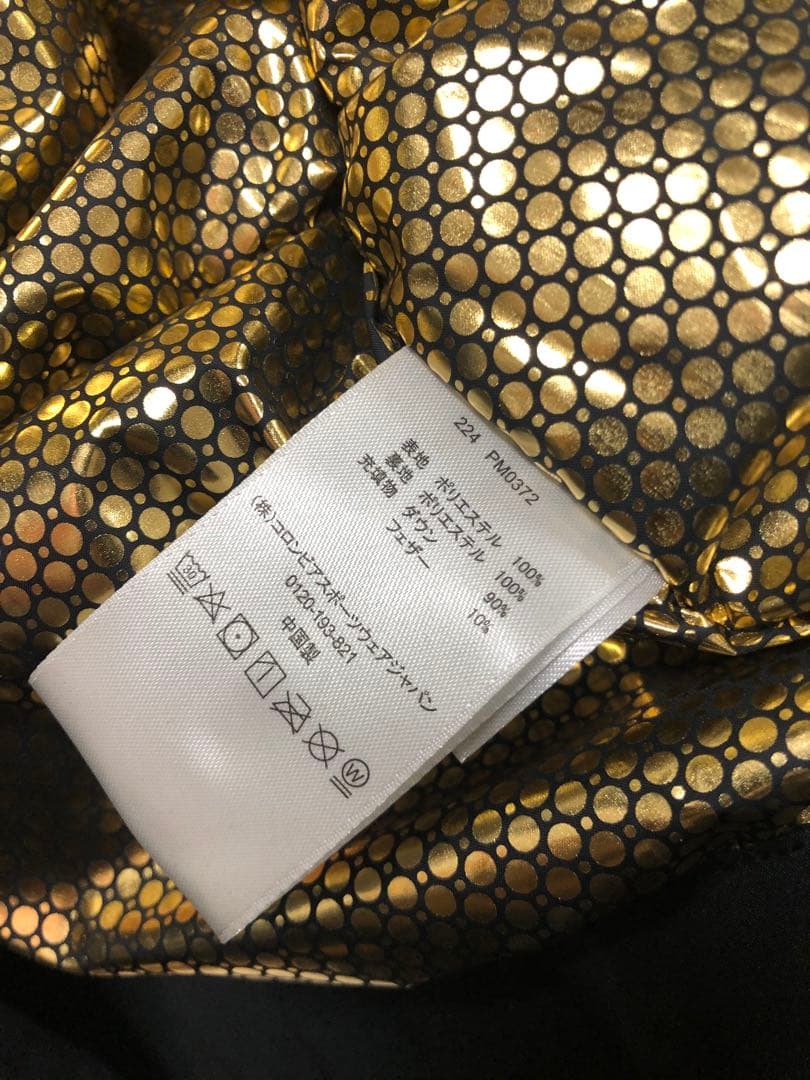 224 PM0372
表地 ポリエステル 100%
裏地 ポリエステル 100%
充填物 ダウン 90%
フェザー 10%
(株)コロンビアスポーツウェアジャパン
0120-193-821
中国製
30
W